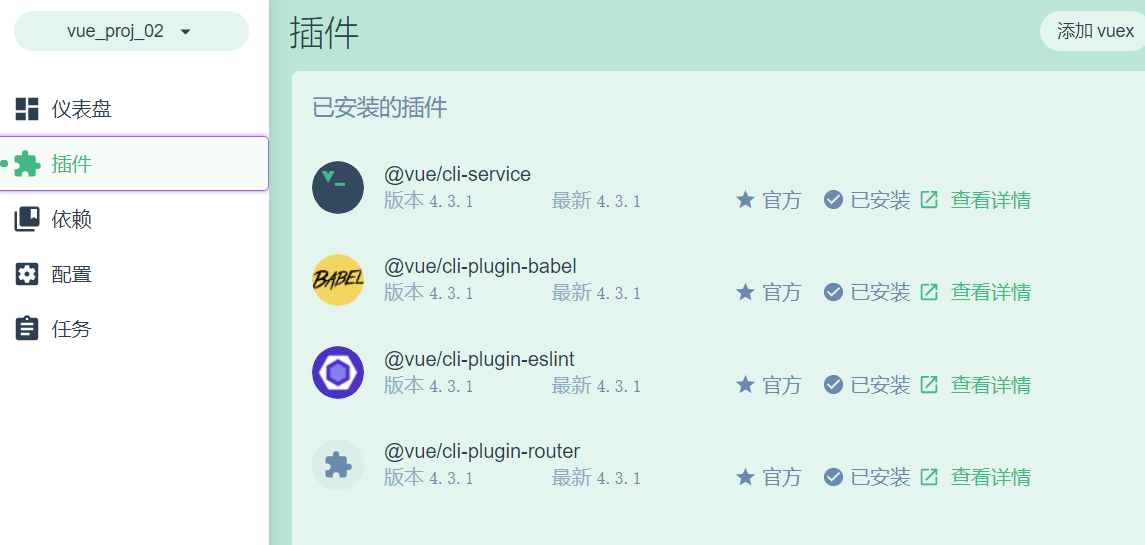 vue_proj_02
插件
添加 vuex
仪表盘
插件
依赖
配置
任务
已安装的插件
@vue/cli-service
版本 4.3.1 最新 4.3.1 官方 已安装 查看详情
BABEL
@vue/cli-plugin-babel
版本 4.3.1 最新 4.3.1 官方 已安装 查看详情
@vue/cli-plugin-eslint
版本 4.3.1 最新 4.3.1 官方 已安装 查看详情
@vue/cli-plugin-router
版本 4.3.1 最新 4.3.1 官方 已安装 查看详情